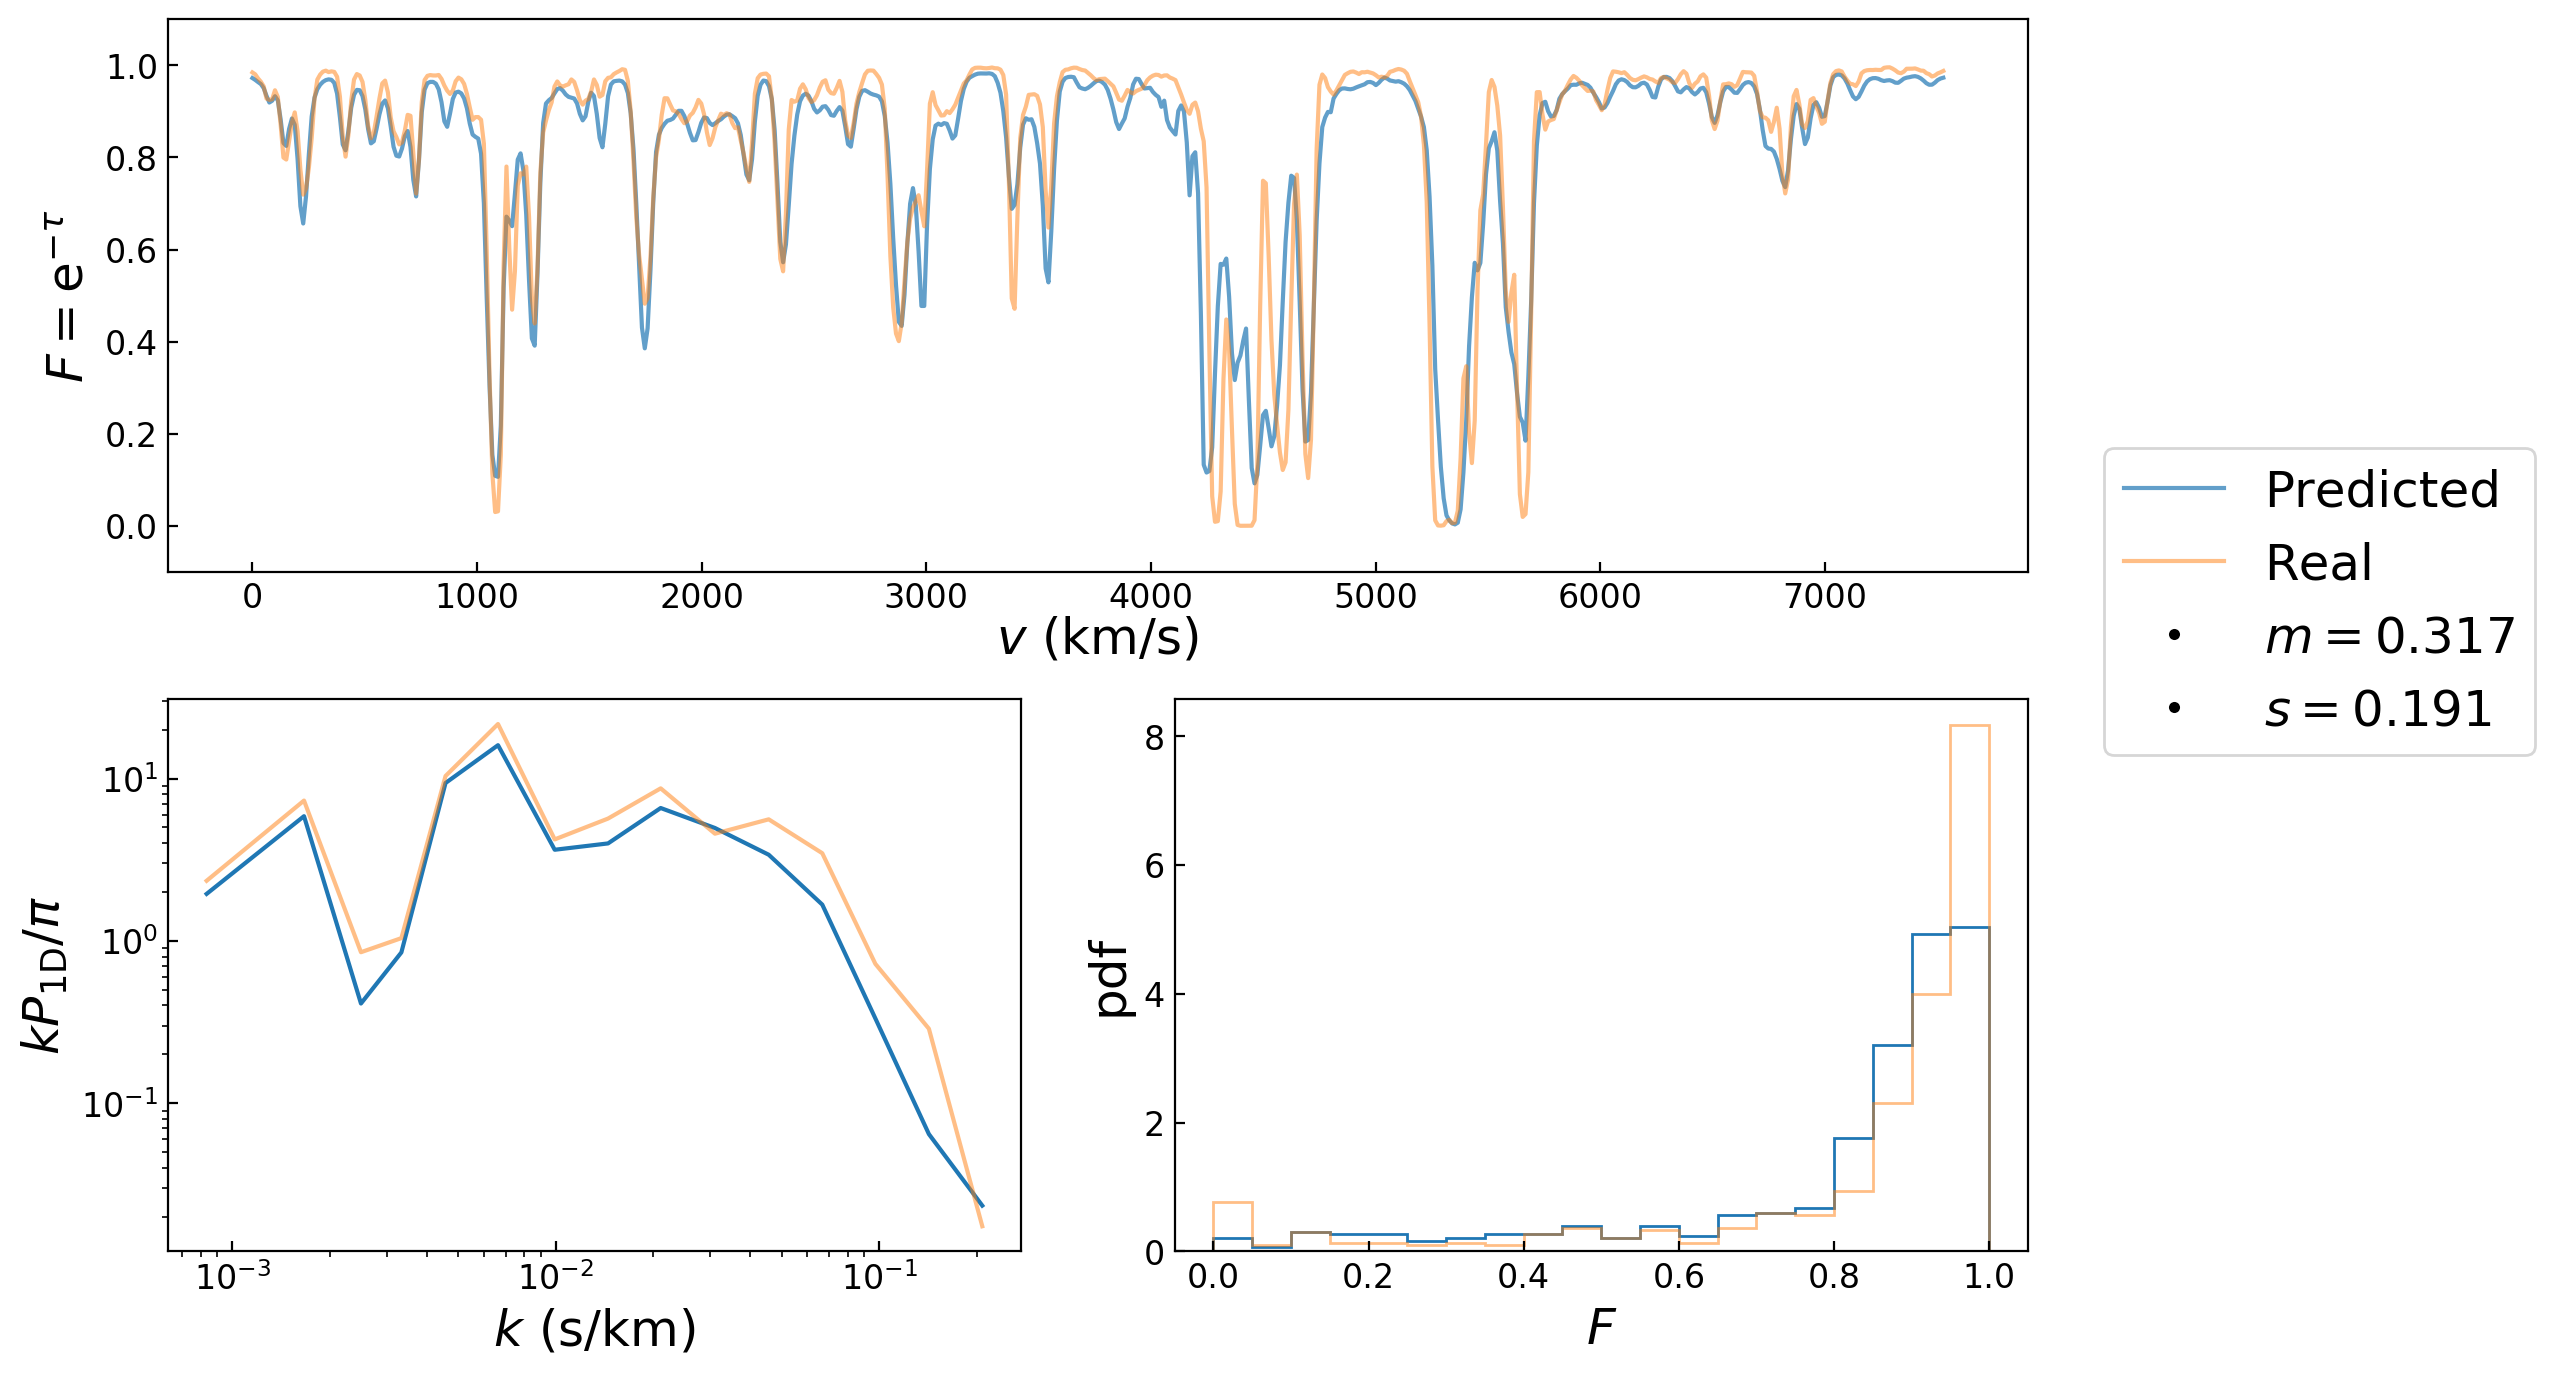 1.0
0.8
0.6
0.4
0.2
0.0
F = e^{-τ}
0 1000 2000 3000 4000 5000 6000 7000
v (km/s)
Predicted
Real
m = 0.317
s = 0.191
10^1
10^0
10^{-1}
kP_{1D}/π
10^{-3} 10^{-2} 10^{-1}
k (s/km)
8
6
4
2
0
pdf
0.0 0.2 0.4 0.6 0.8 1.0
F